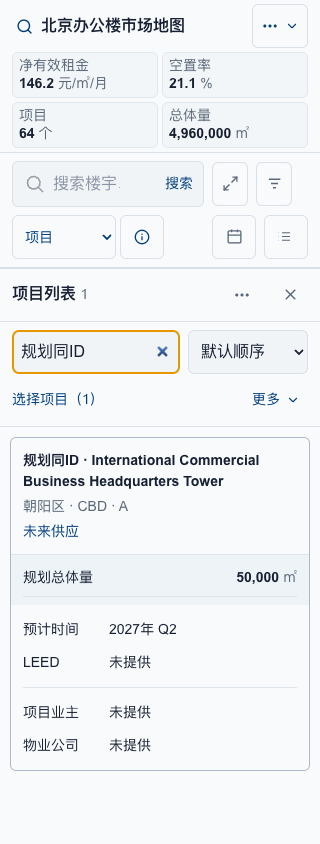 北京办公楼市场地图
净有效租金
146.2 元/㎡/月
空置率
21.1 %
项目
64 个
总体量
4,960,000 ㎡
搜索楼宇.
搜索
项目
项目列表 1
规划同ID
默认顺序
选择项目（1）
更多
规划同ID · International Commercial
Business Headquarters Tower
朝阳区 · CBD · A
未来供应
规划总体量
50,000 ㎡
预计时间
2027年 Q2
LEED
未提供
项目业主
未提供
物业公司
未提供